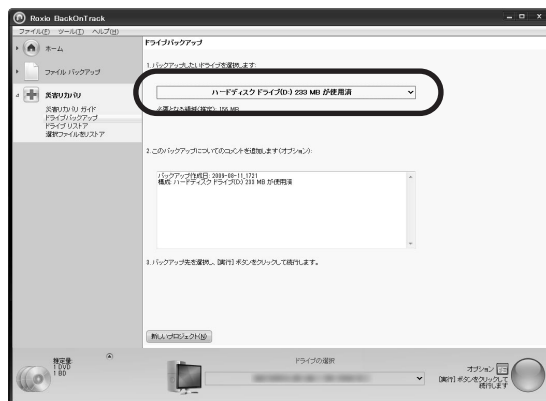 Roxio BackOnTrack
ファイル(F) ツール(T) ヘルプ(H)
ホーム
ファイル バックアップ
災害リカバリ
災害リカバリ ガイド
ドライブバックアップ
ドライブ リストア
選択ファイルをリストア
ドライブバックアップ
1.バックアップしたいドライブを選択します:
ハードディスク ドライブ(D:) 233 MB が使用済
必要となる領域(推定): 156 MB
2.このバックアップについてのコメントを追加します(オプション):
バックアップ作成日: 2009-08-11,1721
構成: ハードディスク ドライブ(D:) 233 MB が使用済
3.バックアップ先を選択し、[実行] ボタンをクリックして続行します。
新しいプロジェクト(N)
推定量:
1 DVD
1 BD
ドライブの選択
オプション
[実行] ボタンをクリックして
続行します